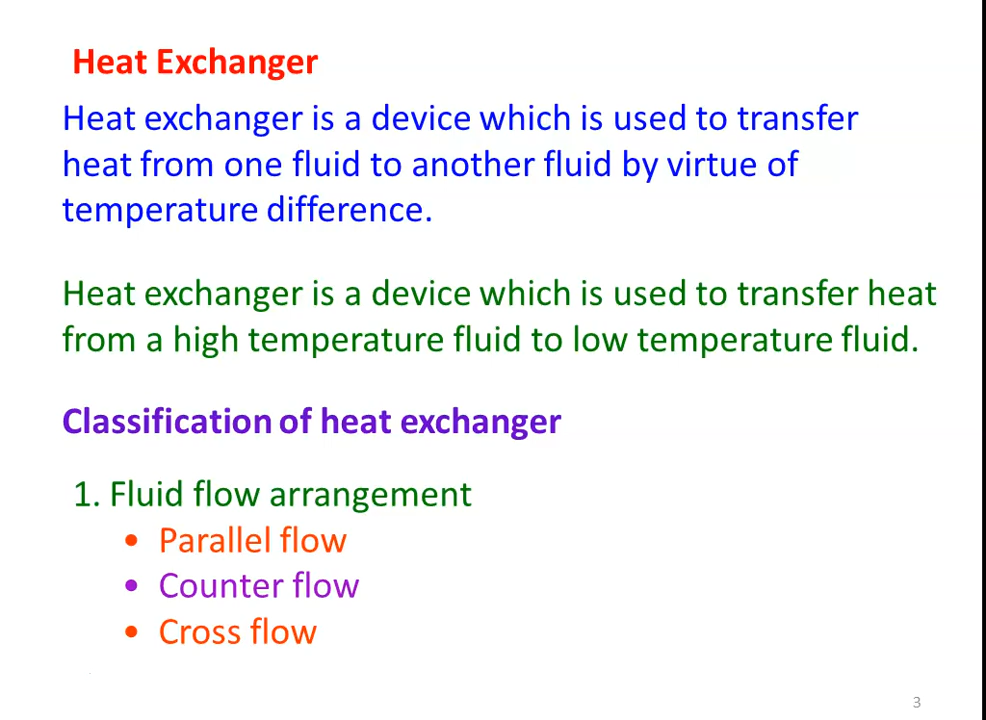 Heat Exchanger
Heat exchanger is a device which is used to transfer
heat from one fluid to another fluid by virtue of
temperature difference.
Heat exchanger is a device which is used to transfer heat
from a high temperature fluid to low temperature fluid.
Classification of heat exchanger
1. Fluid flow arrangement
• Parallel flow
• Counter flow
• Cross flow
3